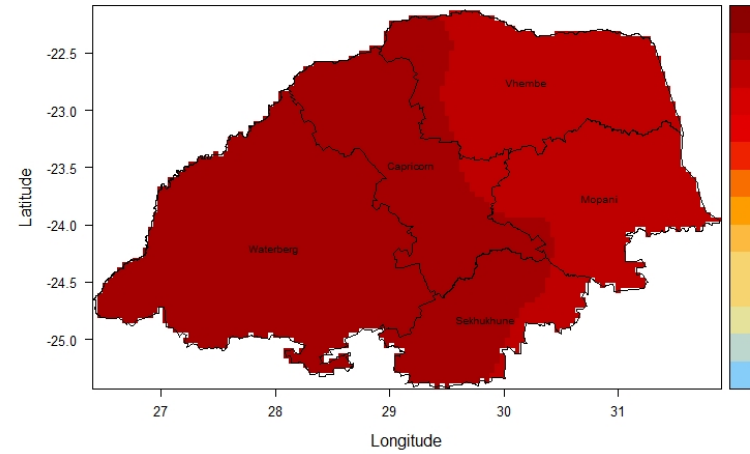 Latitude
-22.5
-23.0
-23.5
-24.0
-24.5
-25.0
Vhembe
Capricorn
Mopani
Waterberg
Sekhukhune
27 28 29 30 31
Longitude